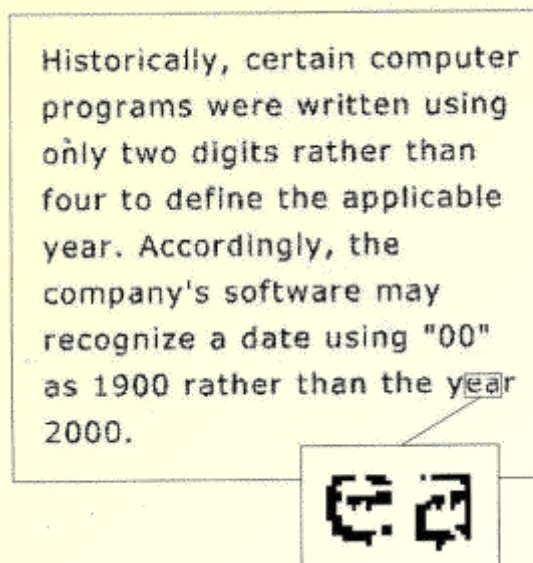 Historically, certain computer
programs were written using
only two digits rather than
four to define the applicable
year. Accordingly, the
company's software may
recognize a date using "00"
as 1900 rather than the year
2000.
ea